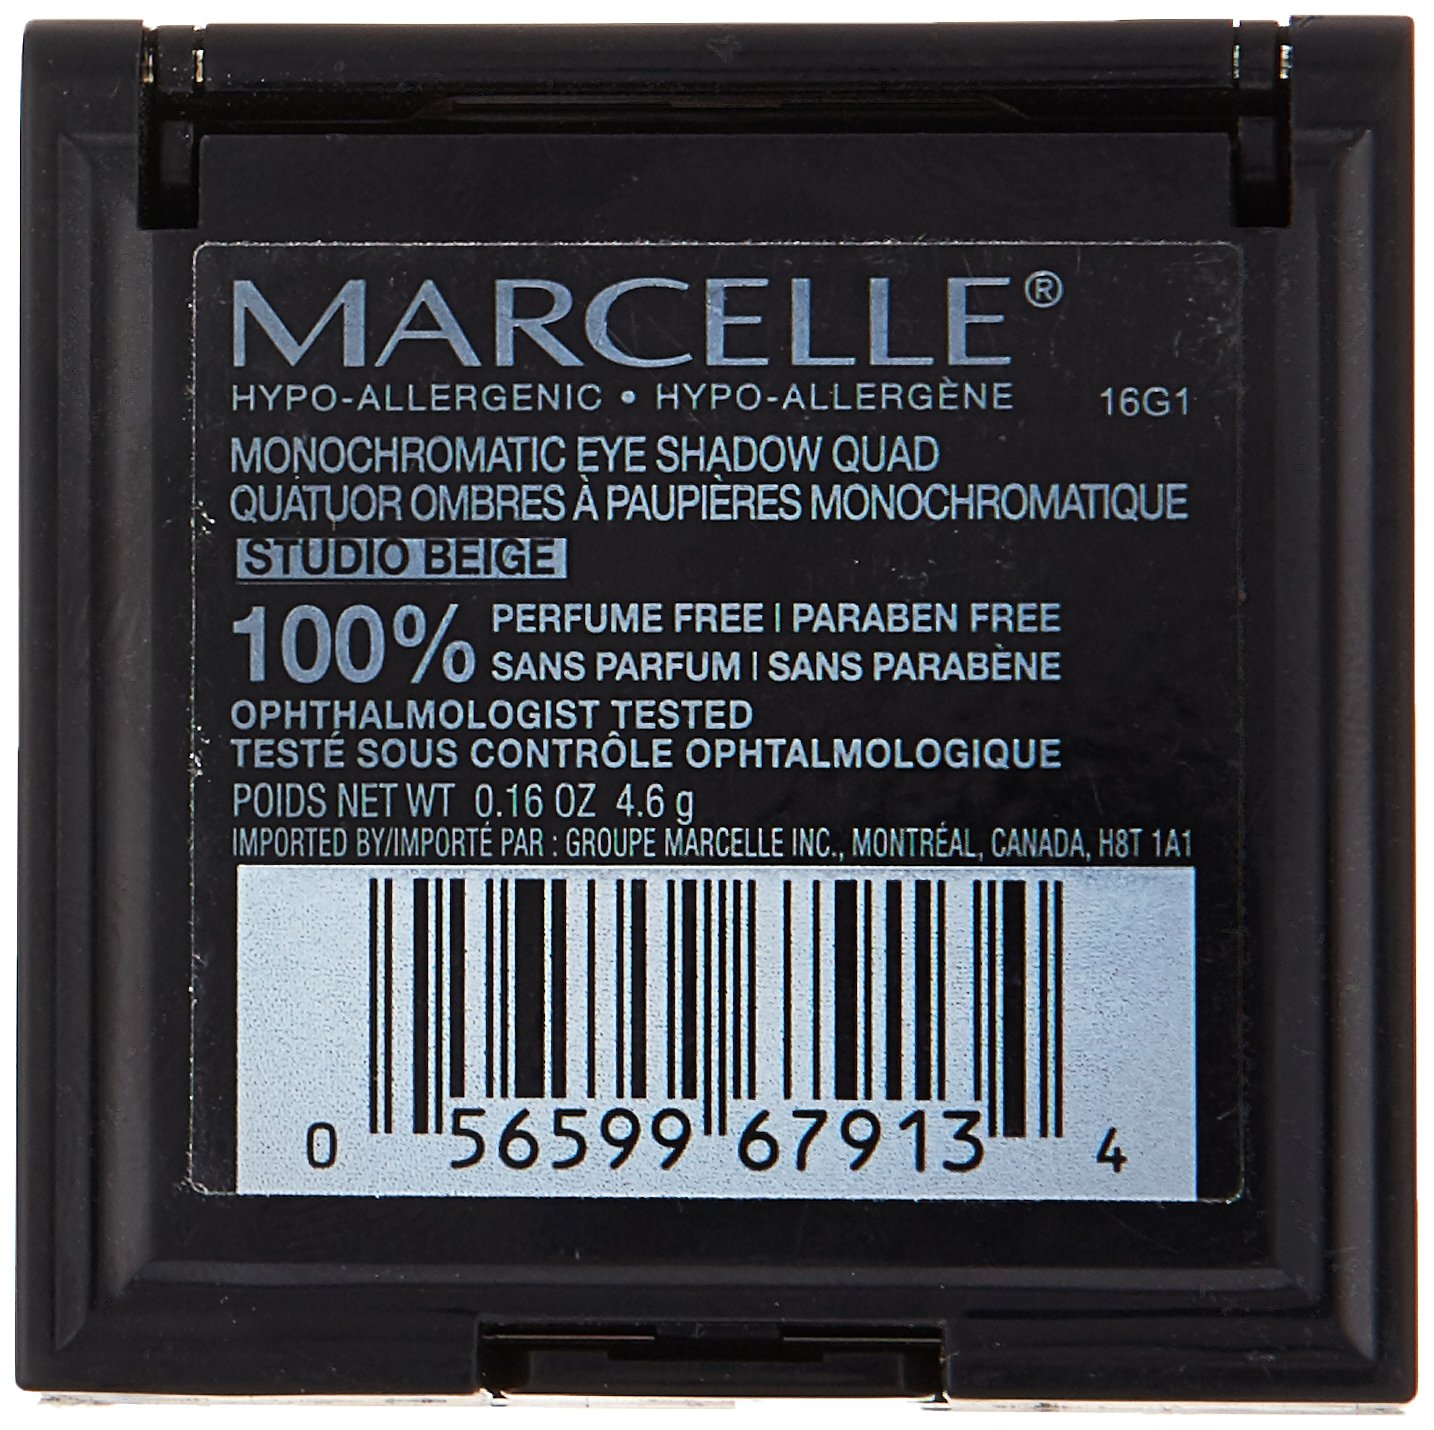 MARCELLE®
HYPO-ALLERGENIC • HYPO-ALLERGÈNE 16G1
MONOCHROMATIC EYE SHADOW QUAD
QUATUOR OMBRES À PAUPIÈRES MONOCHROMATIQUE
STUDIO BEIGE
100% PERFUME FREE | PARABEN FREE
SANS PARFUM | SANS PARABÈNE
OPHTHALMOLOGIST TESTED
TESTÉ SOUS CONTRÔLE OPHTALMOLOGIQUE
POIDS NET WT 0.16 OZ 4.6 g
IMPORTED BY/IMPORTÉ PAR : GROUPE MARCELLE INC., MONTRÉAL, CANADA, H8T 1A1
0 56599 67913 4